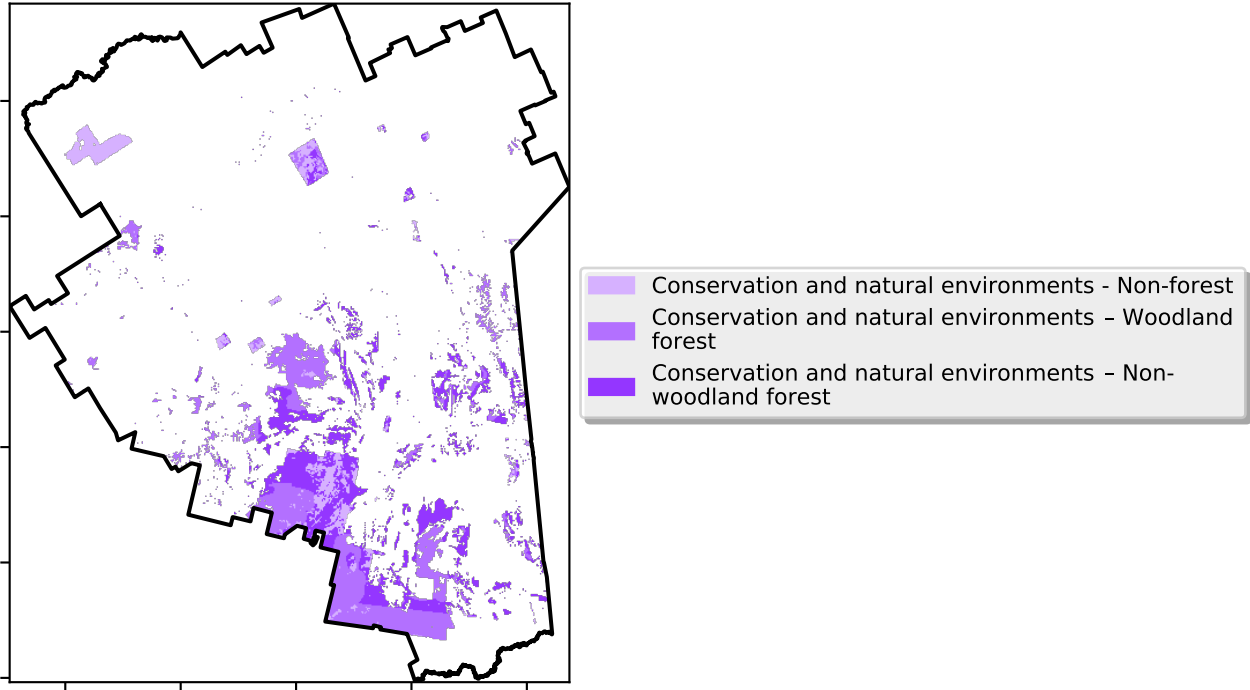 Conservation and natural environments - Non-forest
Conservation and natural environments – Woodland
forest
Conservation and natural environments – Non-
woodland forest